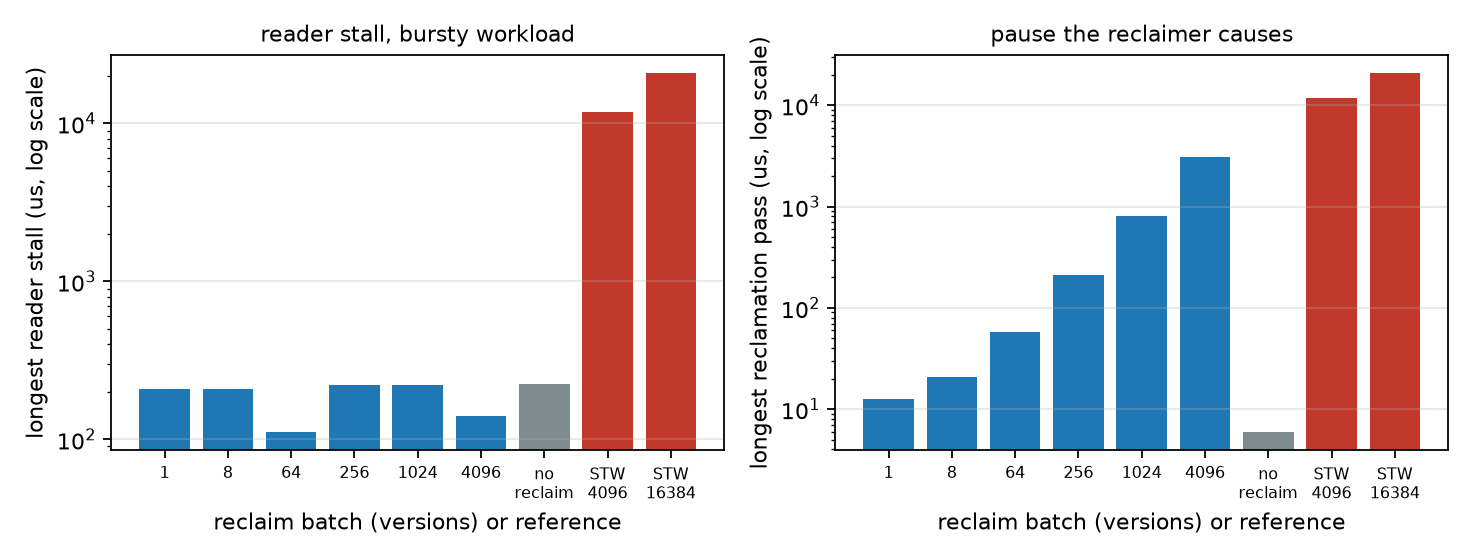 reader stall, bursty workload
longest reader stall (us, log scale)
10^4
10^3
10^2
1 8 64 256 1024 4096 no reclaim STW 4096 STW 16384
reclaim batch (versions) or reference
pause the reclaimer causes
longest reclamation pass (us, log scale)
10^4
10^3
10^2
10^1
1 8 64 256 1024 4096 no reclaim STW 4096 STW 16384
reclaim batch (versions) or reference